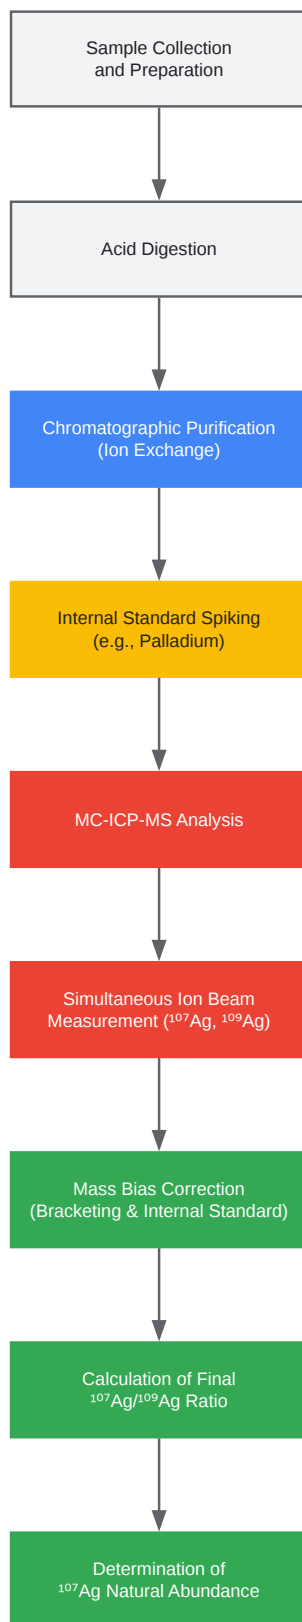 Sample Collection
and Preparation
Acid Digestion
Chromatographic Purification
(Ion Exchange)
Internal Standard Spiking
(e.g., Palladium)
MC-ICP-MS Analysis
Simultaneous Ion Beam
Measurement (¹⁰⁷Ag, ¹⁰⁹Ag)
Mass Bias Correction
(Bracketing & Internal Standard)
Calculation of Final
¹⁰⁷Ag/¹⁰⁹Ag Ratio
Determination of
¹⁰⁷Ag Natural Abundance